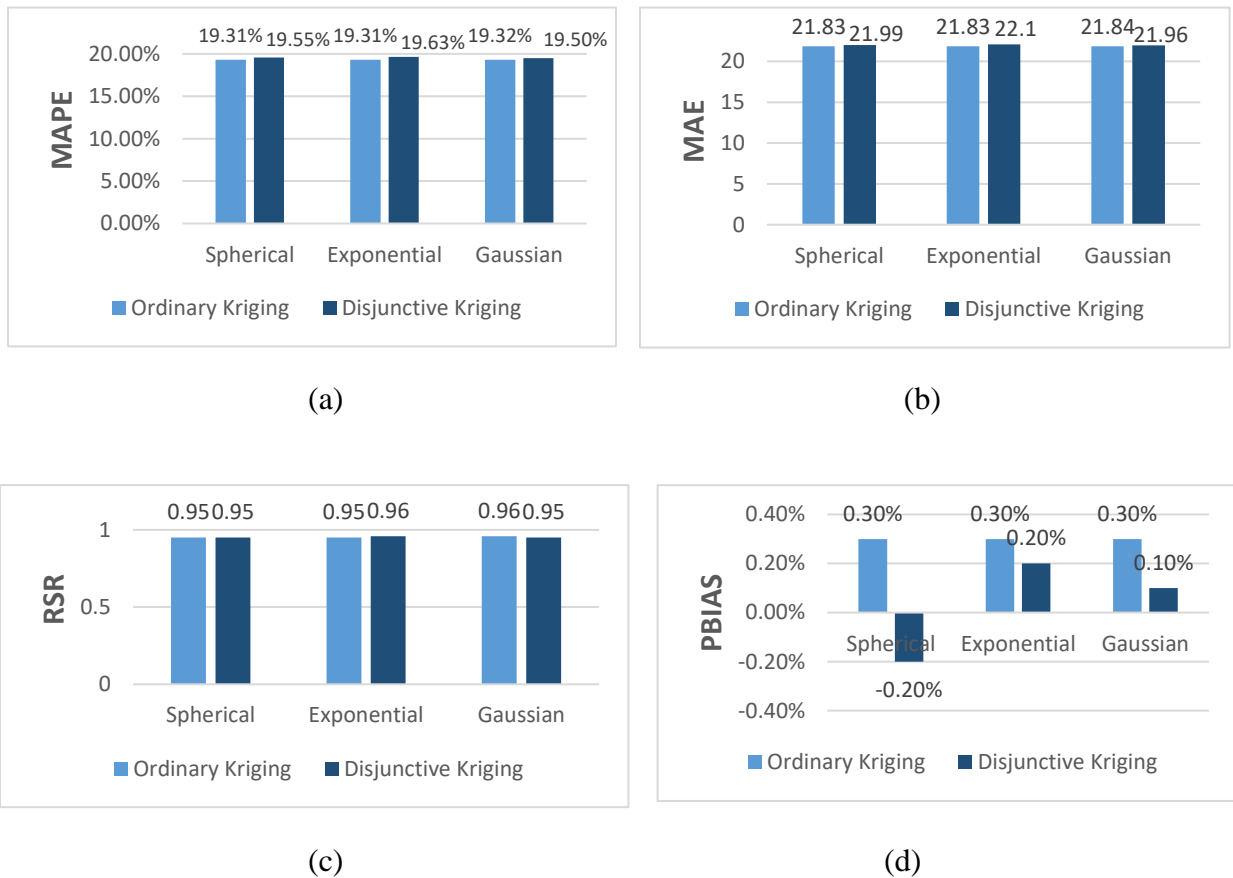 19.31% 19.55% 19.31% 19.63% 19.32% 19.50%
20.00%
15.00%
10.00%
5.00%
0.00%
MAPE
Spherical Exponential Gaussian
Ordinary Kriging Disjunctive Kriging
(a)
21.83 21.99 21.83 22.1 21.84 21.96
20
15
10
5
0
MAE
Spherical Exponential Gaussian
Ordinary Kriging Disjunctive Kriging
(b)
0.95 0.95 0.95 0.96 0.96 0.95
1
0.5
0
RSR
Spherical Exponential Gaussian
Ordinary Kriging Disjunctive Kriging
(c)
0.40% 0.30% 0.30% 0.30%
0.20% 0.20% 0.10%
0.00%
PBIAS
Spherical Exponential Gaussian
-0.20% -0.20%
-0.40%
Ordinary Kriging Disjunctive Kriging
(d)